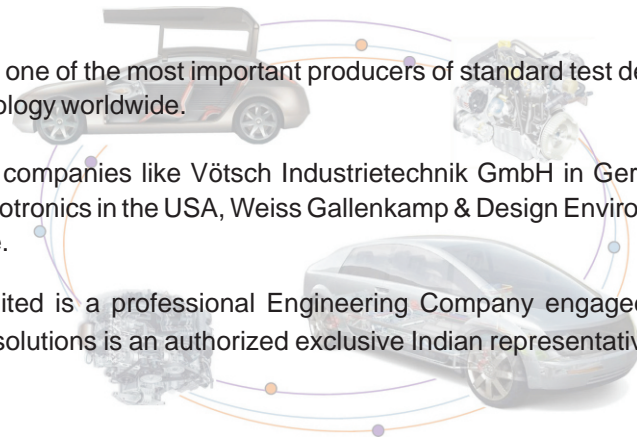 one of the most important producers of standard test de
ology worldwide.
companies like Vötsch Industrietechnik GmbH in Ger
otronics in the USA, Weiss Gallenkamp & Design Enviro
ited is a professional Engineering Company engaged
solutions is an authorized exclusive Indian representativ